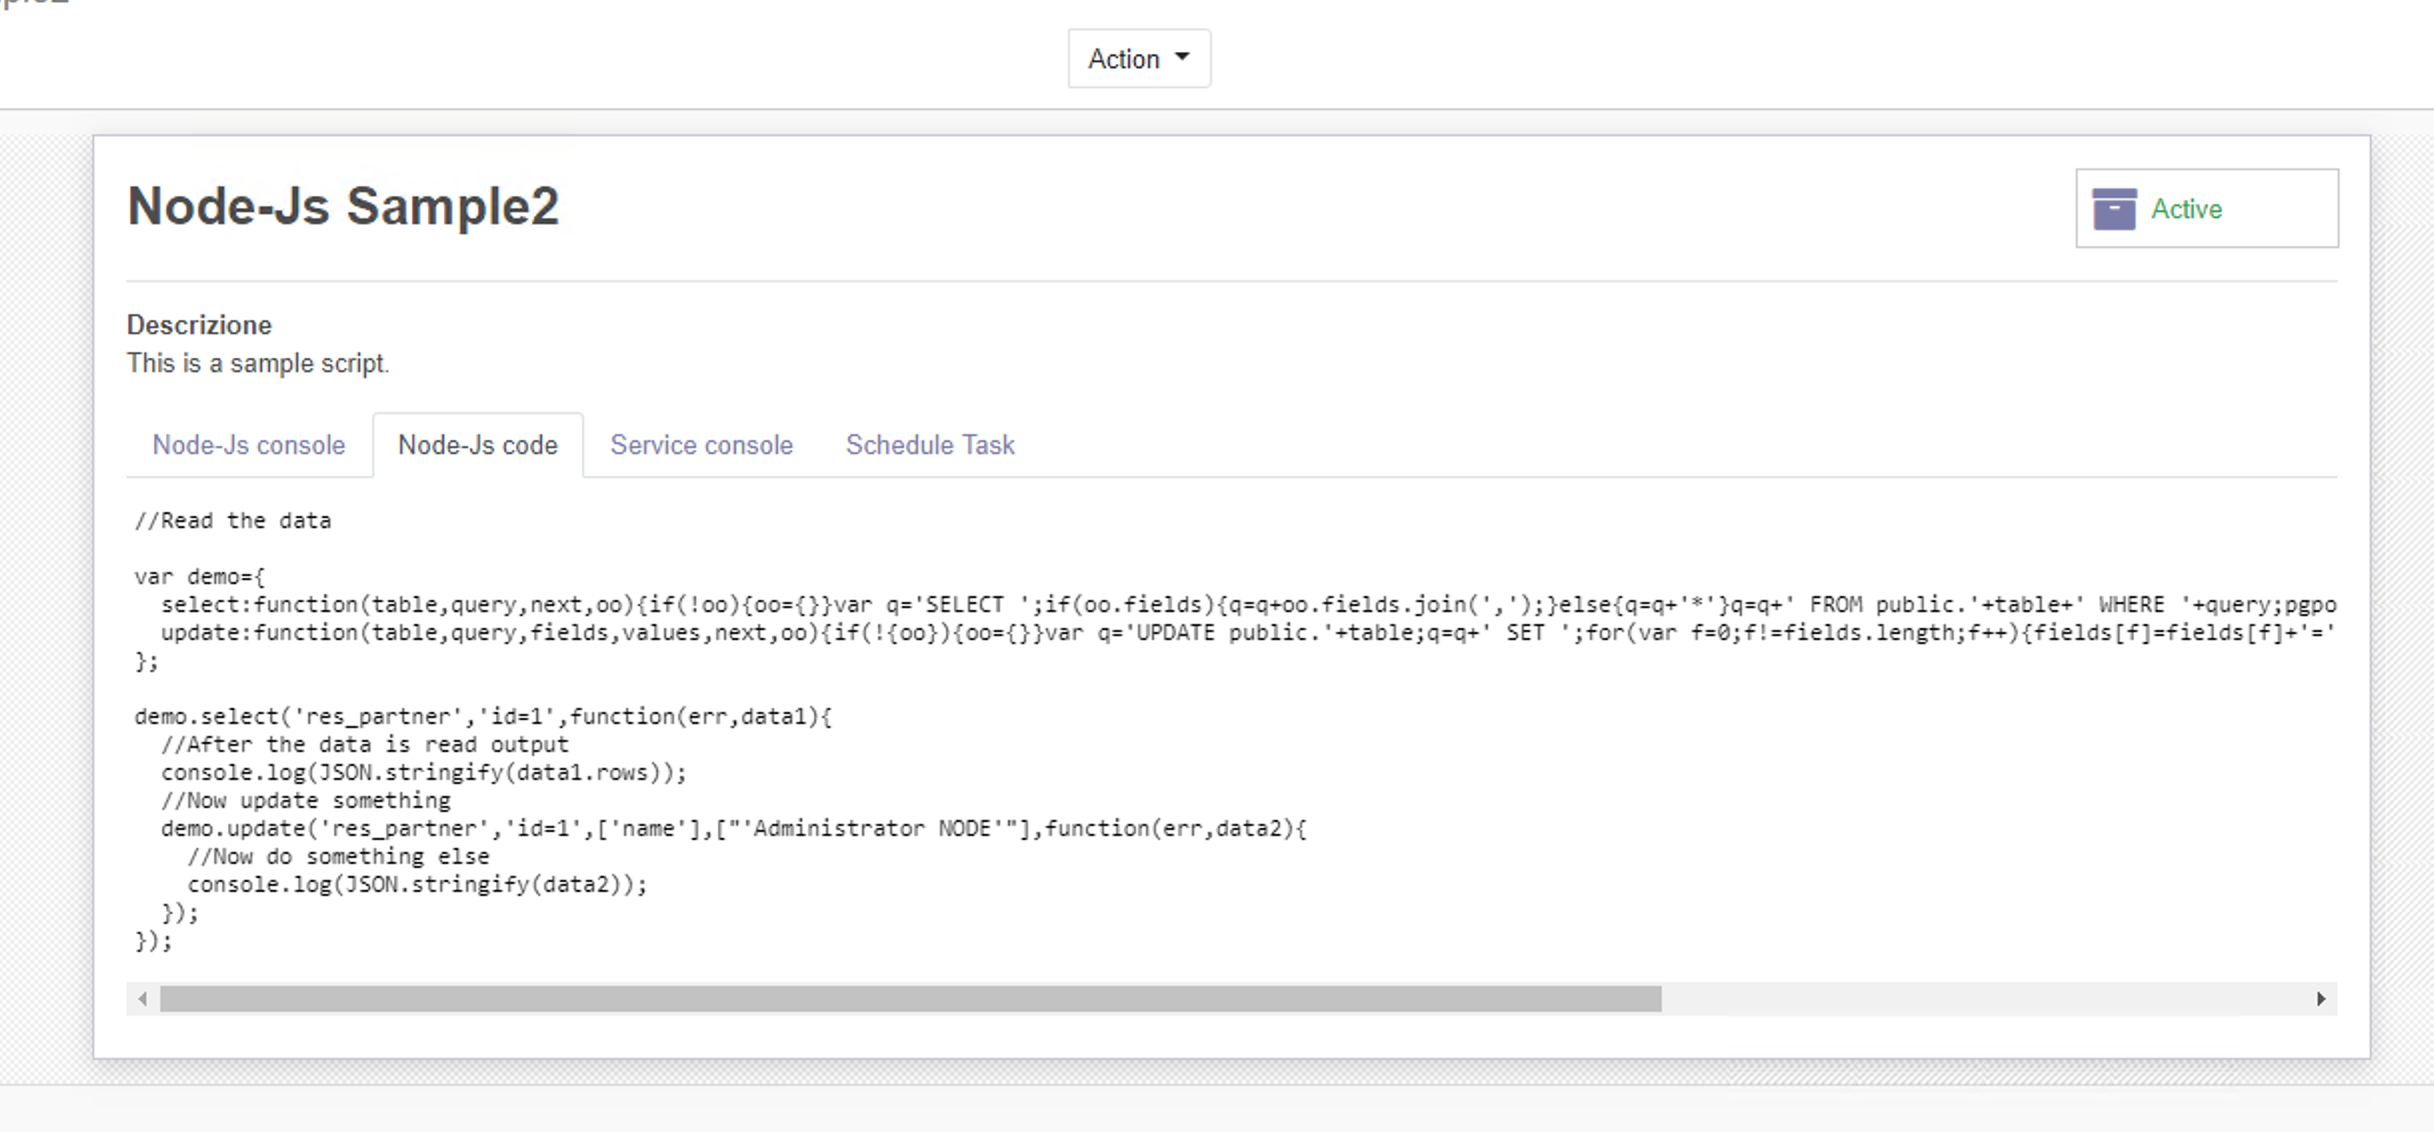 Action
Node-Js Sample2
Active
Descrizione
This is a sample script.
Node-Js console Node-Js code Service console Schedule Task
//Read the data
var demo={
  select:function(table,query,next,oo){if(!oo){oo={}}var q='SELECT ';if(oo.fields){q=q+oo.fields.join(',');}else{q=q+'*'}q=q+' FROM public.'+table+' WHERE '+query;pgpo
  update:function(table,query,fields,values,next,oo){if(!{oo}){oo={}}var q='UPDATE public.'+table;q=q+' SET ';for(var f=0;f!=fields.length;f++){fields[f]=fields[f]+'='
};
demo.select('res_partner','id=1',function(err,data1){
  //After the data is read output
  console.log(JSON.stringify(data1.rows));
  //Now update something
  demo.update('res_partner','id=1',['name'],["'Administrator NODE'"],function(err,data2){
    //Now do something else
    console.log(JSON.stringify(data2));
  });
});